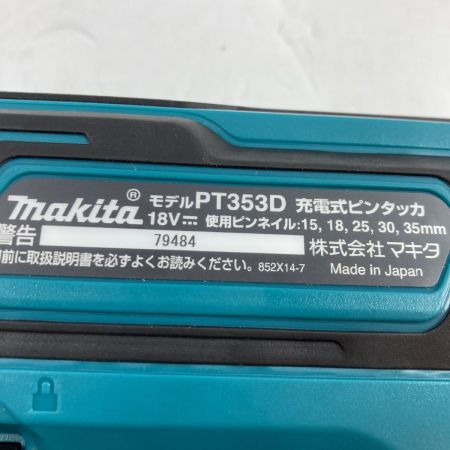 makita® モデルPT353D 充電式ピンタッカ
18V⎓ 使用ピンネイル:15, 18, 25, 30, 35mm
警告 79484 株式会社マキタ
前に取扱説明書を必ずよくお読みください。 852X14-7 Made in Japan